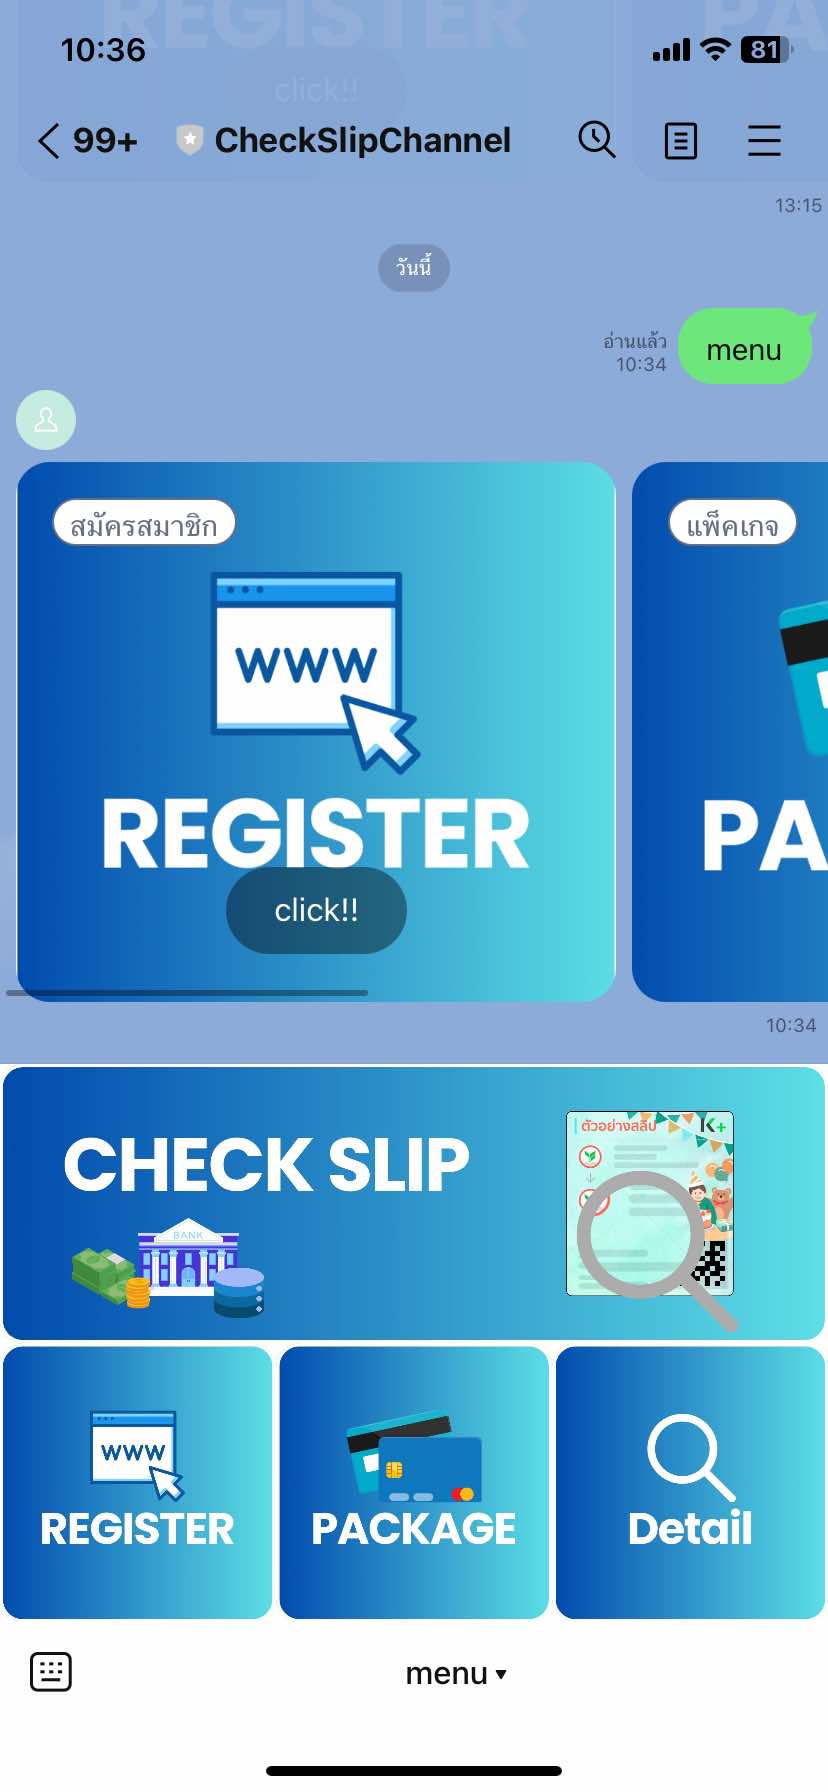 REGISTER
PA
click!!
10:36
81
99+
CheckSlipChannel
13:15
วันนี้
อ่านแล้ว
10:34
menu
สมัครสมาชิก
แพ็คเกจ
WWW
REGISTER
PA
click!!
10:34
CHECK SLIP
BANK
ตัวอย่างสลิป
K+
WWW
REGISTER
PACKAGE
Detail
menu